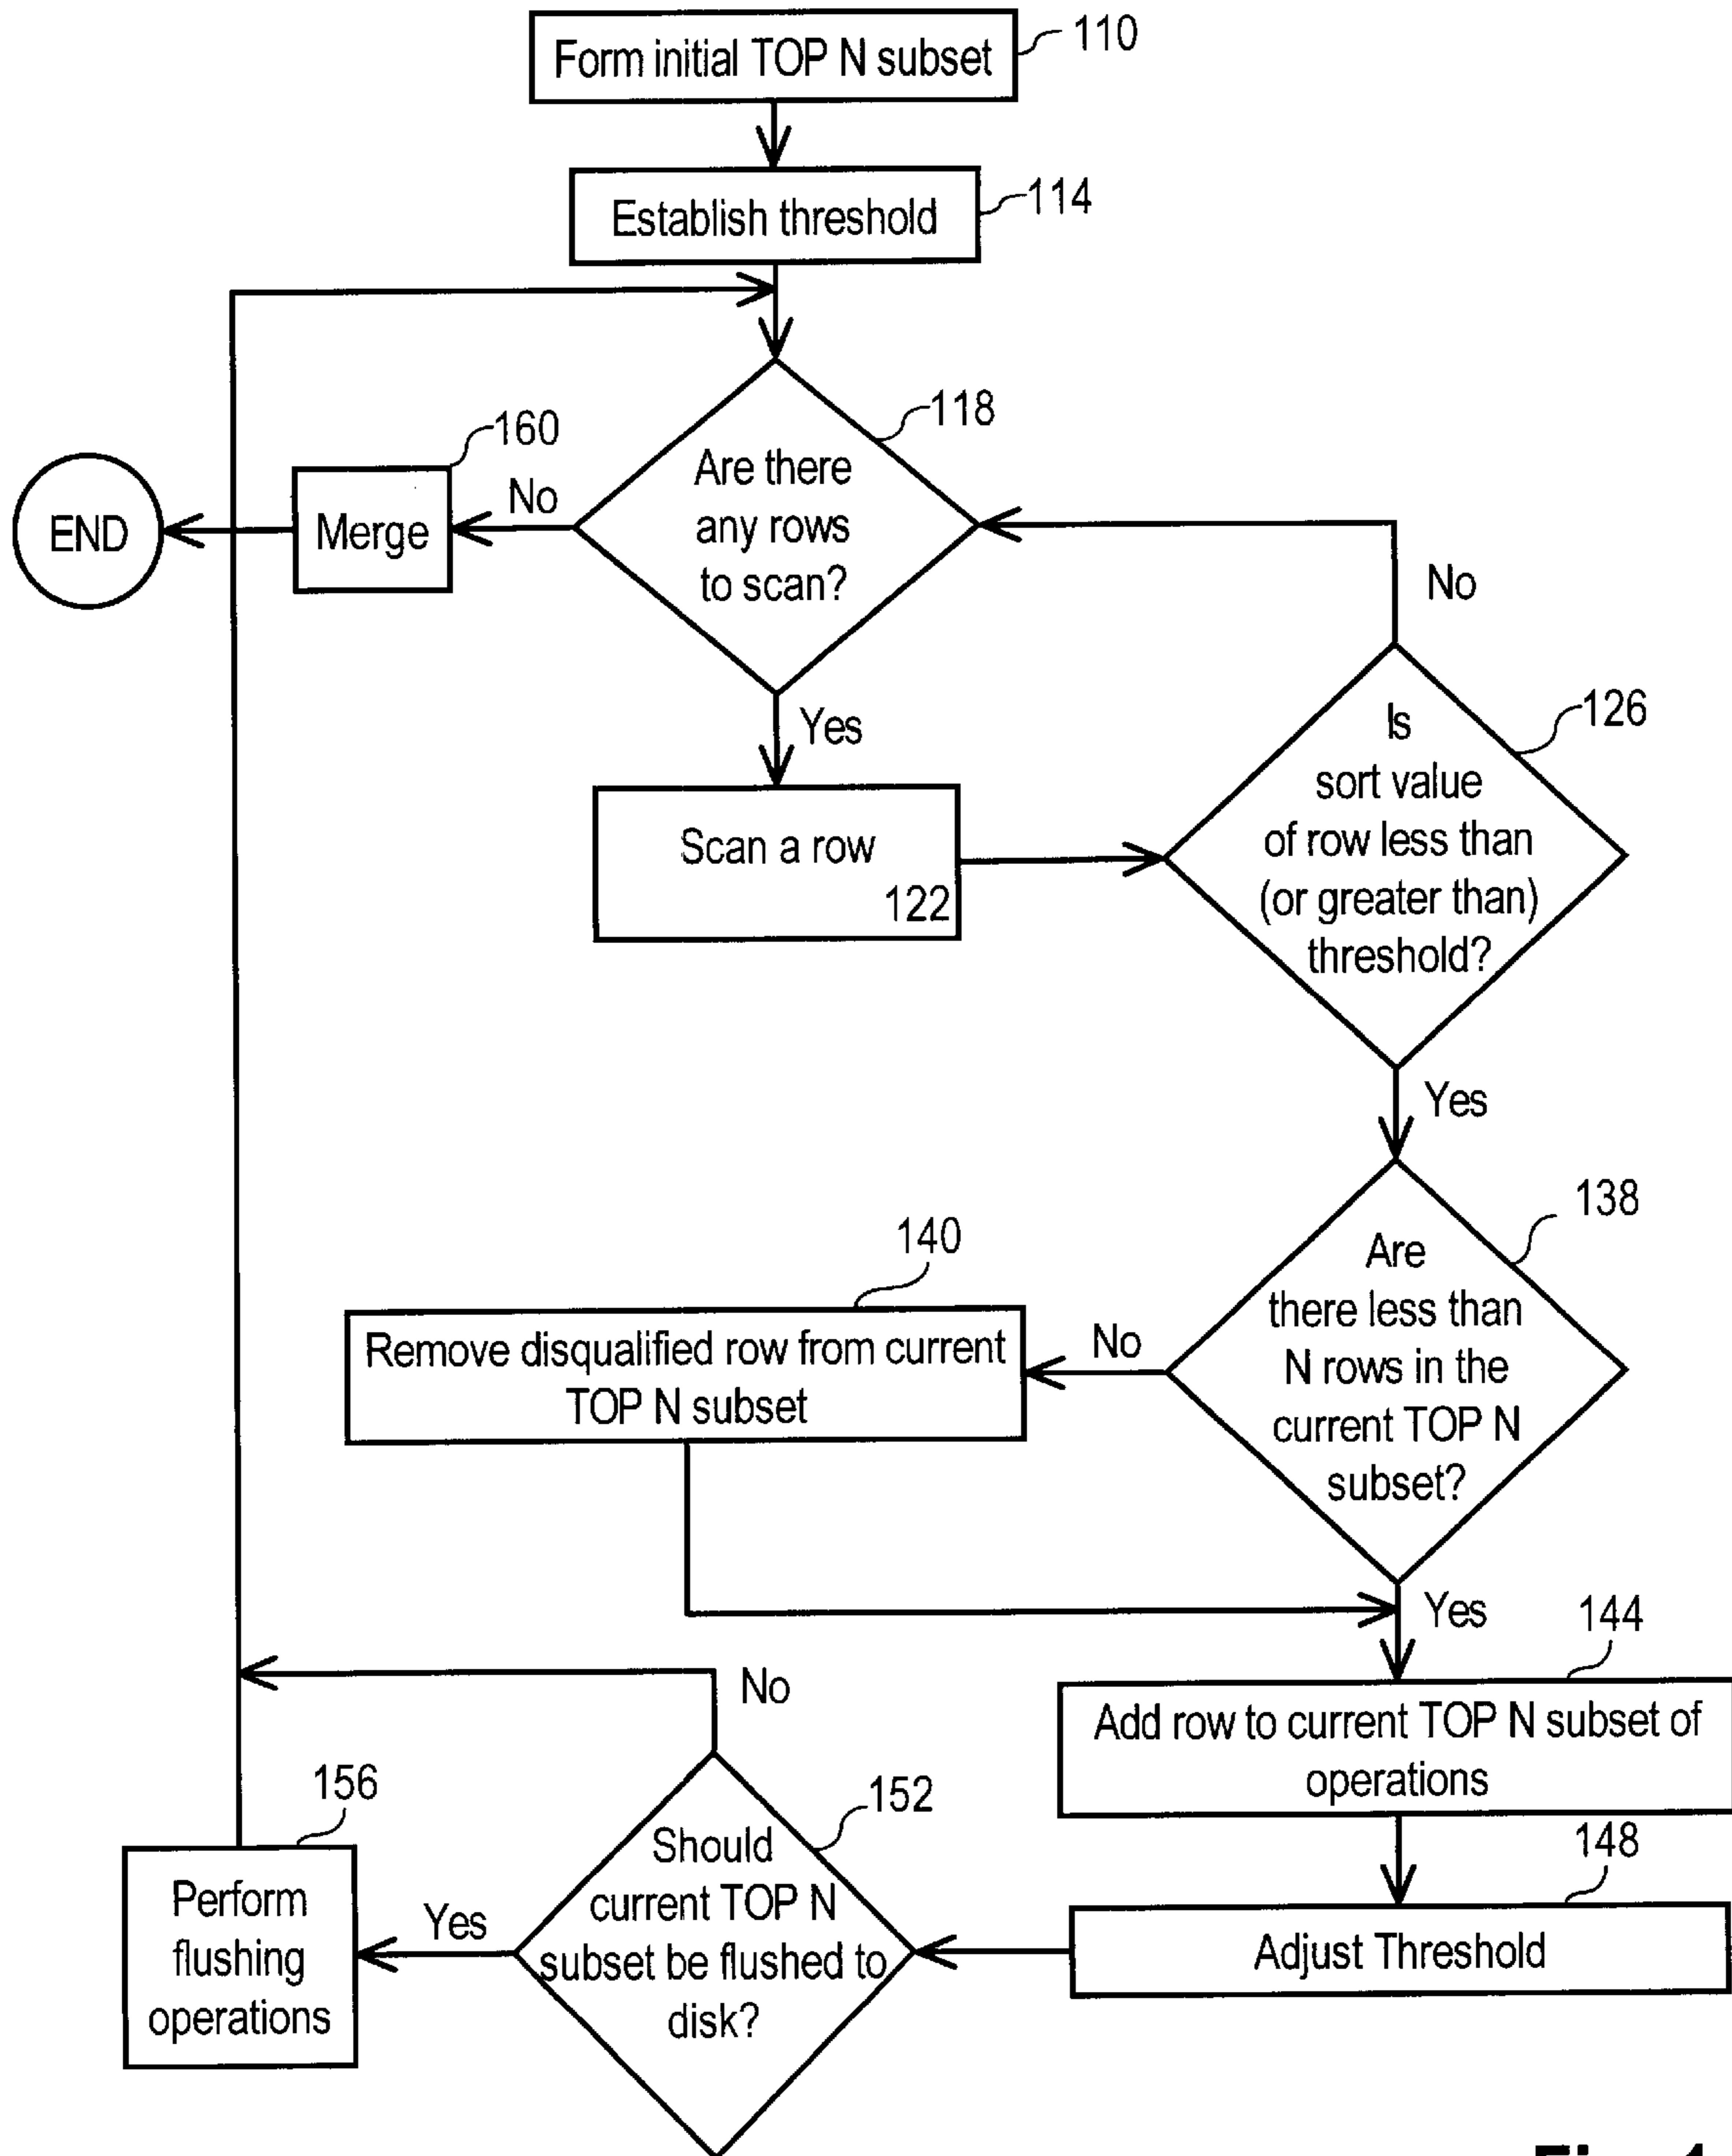 Form initial TOP N subset
110
Establish threshold
114
118
Are there
any rows
to scan?
160
No
Merge
END
No
Yes
Scan a row
122
126
Is
sort value
of row less than
(or greater than)
threshold?
Yes
138
Are
there less than
N rows in the
current TOP N
subset?
No
140
Remove disqualified row from current
TOP N subset
Yes
144
Add row to current TOP N subset of
operations
148
Adjust Threshold
No
152
Should
current TOP N
subset be flushed to
disk?
Yes
156
Perform
flushing
operations